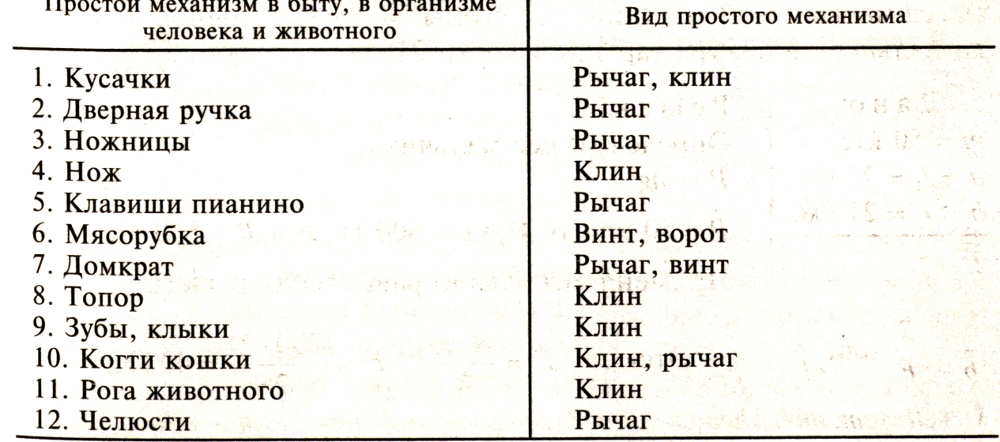 Простой механизм в быту, в организме
человека и животного
Вид простого механизма
1. Кусачки Рычаг, клин
2. Дверная ручка Рычаг
3. Ножницы Рычаг
4. Нож Клин
5. Клавиши пианино Рычаг
6. Мясорубка Винт, ворот
7. Домкрат Рычаг, винт
8. Топор Клин
9. Зубы, клыки Клин
10. Когти кошки Клин, рычаг
11. Рога животного Клин
12. Челюсти Рычаг